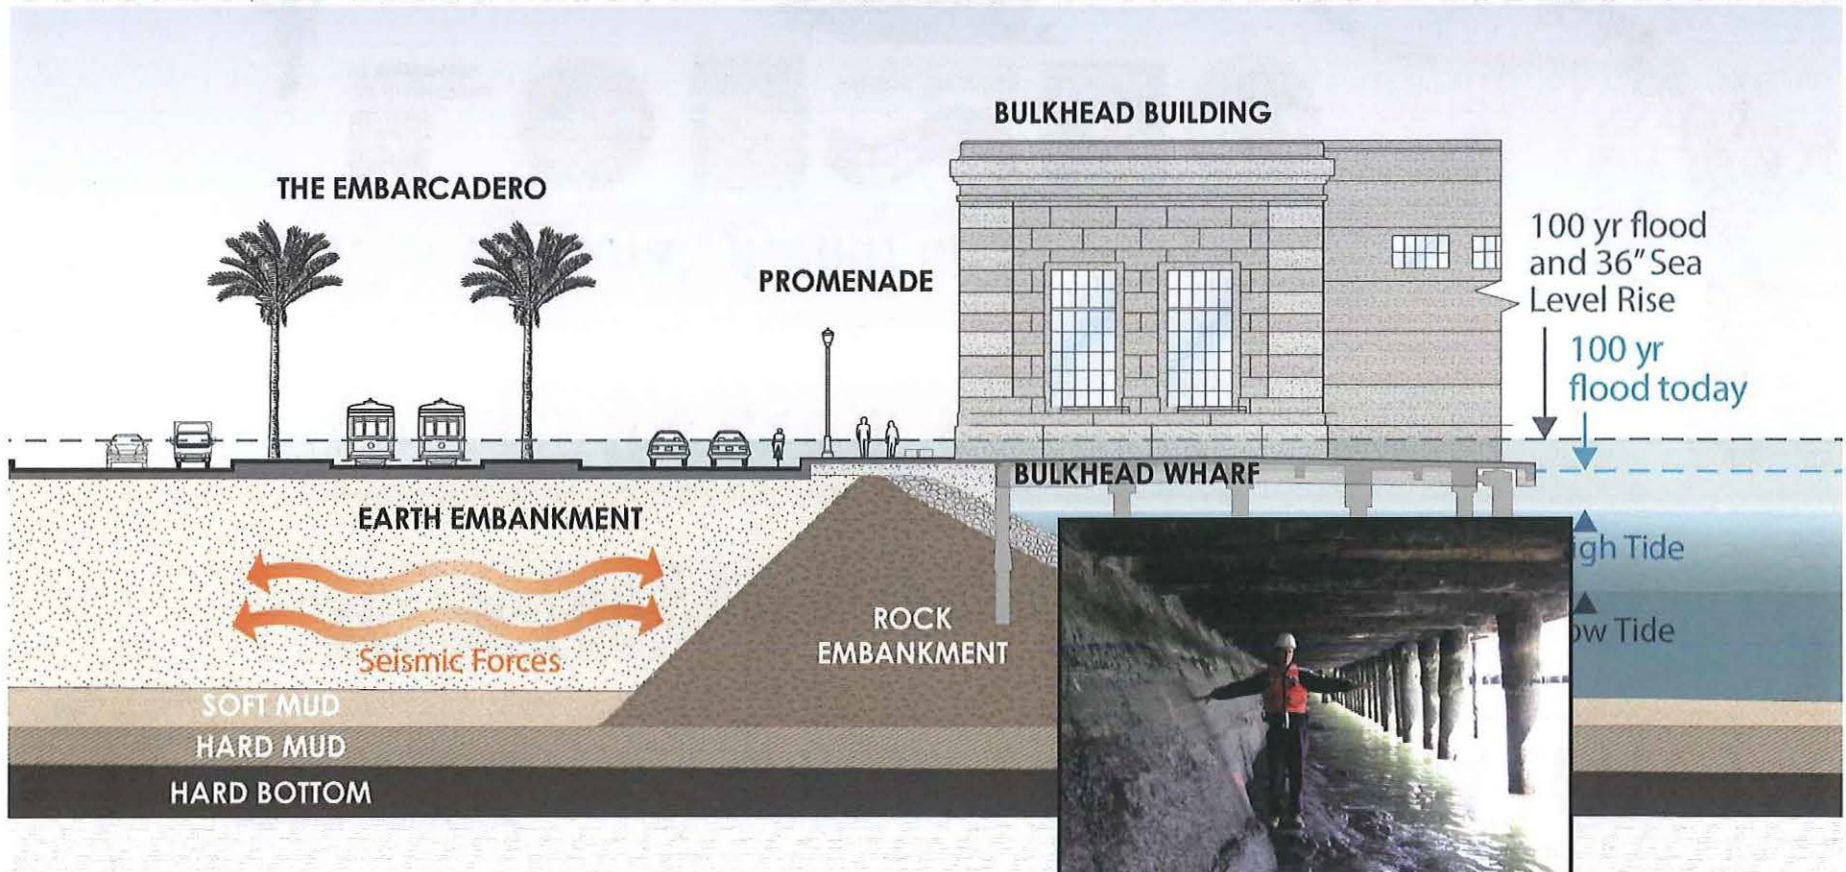 BULKHEAD BUILDING
THE EMBARCADERO
PROMENADE
100 yr flood
and 36" Sea
Level Rise
100 yr
flood today
BULKHEAD WHARF
EARTH EMBANKMENT
igh Tide
ROCK
EMBANKMENT
ow Tide
Seismic Forces
SOFT MUD
HARD MUD
HARD BOTTOM